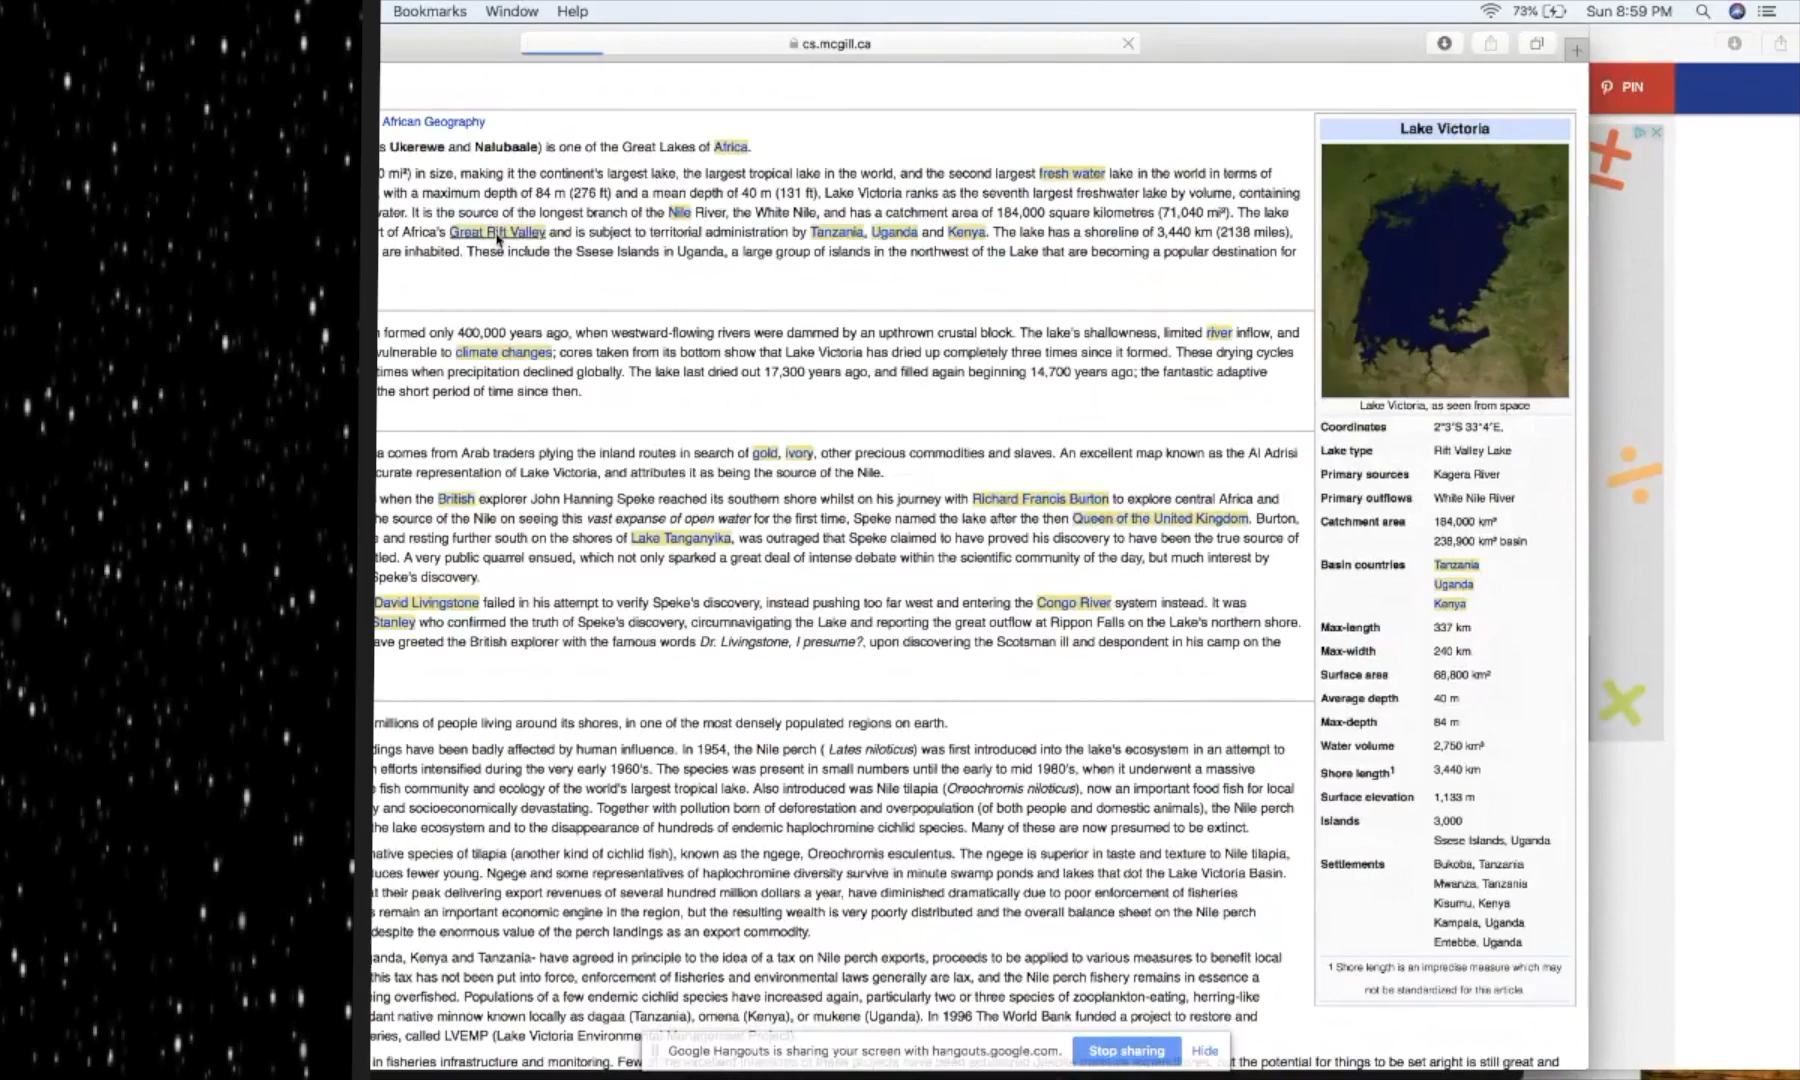 Bookmarks Window Help
73% Sun 8:59 PM
cs.mcgill.ca
PIN
African Geography
s Ukerewe and Nalubaale) is one of the Great Lakes of Africa.
0 mi²) in size, making it the continent's largest lake, the largest tropical lake in the world, and the second largest fresh water lake in the world in terms of
with a maximum depth of 84 m (276 ft) and a mean depth of 40 m (131 ft), Lake Victoria ranks as the seventh largest freshwater lake by volume, containing
vater. It is the source of the longest branch of the Nile River, the White Nile, and has a catchment area of 184,000 square kilometres (71,040 mi²). The lake
rt of Africa's Great Rift Valley and is subject to territorial administration by Tanzania, Uganda and Kenya. The lake has a shoreline of 3,440 km (2138 miles),
are inhabited. These include the Ssese Islands in Uganda, a large group of islands in the northwest of the Lake that are becoming a popular destination for
formed only 400,000 years ago, when westward-flowing rivers were dammed by an upthrown crustal block. The lake's shallowness, limited river inflow, and
vulnerable to climate changes; cores taken from its bottom show that Lake Victoria has dried up completely three times since it formed. These drying cycles
times when precipitation declined globally. The lake last dried out 17,300 years ago, and filled again beginning 14,700 years ago; the fantastic adaptive
the short period of time since then.
a comes from Arab traders plying the inland routes in search of gold, ivory, other precious commodities and slaves. An excellent map known as the Al Adrisi
curate representation of Lake Victoria, and attributes it as being the source of the Nile.
when the British explorer John Hanning Speke reached its southern shore whilst on his journey with Richard Francis Burton to explore central Africa and
he source of the Nile on seeing this vast expanse of open water for the first time, Speke named the lake after the then Queen of the United Kingdom. Burton,
and resting further south on the shores of Lake Tanganyika, was outraged that Speke claimed to have proved his discovery to have been the true source of
tled. A very public quarrel ensued, which not only sparked a great deal of intense debate within the scientific community of the day, but much interest by
Speke's discovery.
David Livingstone failed in his attempt to verify Speke's discovery, instead pushing too far west and entering the Congo River system instead. It was
Stanley who confirmed the truth of Speke's discovery, circumnavigating the Lake and reporting the great outflow at Rippon Falls on the Lake's northern shore.
ave greeted the British explorer with the famous words Dr. Livingstone, I presume?, upon discovering the Scotsman ill and despondent in his camp on the
millions of people living around its shores, in one of the most densely populated regions on earth.
dings have been badly affected by human influence. In 1954, the Nile perch ( Lates niloticus) was first introduced into the lake's ecosystem in an attempt to
efforts intensified during the very early 1960's. The species was present in small numbers until the early to mid 1980's, when it underwent a massive
fish community and ecology of the world's largest tropical lake. Also introduced was Nile tilapia (Oreochromis niloticus), now an important food fish for local
y and socioeconomically devastating. Together with pollution born of deforestation and overpopulation (of both people and domestic animals), the Nile perch
the lake ecosystem and to the disappearance of hundreds of endemic haplochromine cichlid species. Many of these are now presumed to be extinct.
native species of tilapia (another kind of cichlid fish), known as the ngege, Oreochromis esculentus. The ngege is superior in taste and texture to Nile tilapia,
duces fewer young. Ngege and some representatives of haplochromine diversity survive in minute swamp ponds and lakes that dot the Lake Victoria Basin.
t their peak delivering export revenues of several hundred million dollars a year, have diminished dramatically due to poor enforcement of fisheries
s remain an important economic engine in the region, but the resulting wealth is very poorly distributed and the overall balance sheet on the Nile perch
despite the enormous value of the perch landings as an export commodity.
anda, Kenya and Tanzania- have agreed in principle to the idea of a tax on Nile perch exports, proceeds to be applied to various measures to benefit local
this tax has not been put into force, enforcement of fisheries and environmental laws generally are lax, and the Nile perch fishery remains in essence a
ing overfished. Populations of a few endemic cichlid species have increased again, particularly two or three species of zooplankton-eating, herring-like
dant native minnow known locally as dagaa (Tanzania), omena (Kenya), or mukene (Uganda). In 1996 The World Bank funded a project to restore and
eries, called LVEMP (Lake Victoria Environmental Management Project).
in fisheries infrastructure and monitoring. Few
t the potential for things to be set aright is still great and
Lake Victoria
Lake Victoria, as seen from space
Coordinates 2°3′S 33°4′E.
Lake type Rift Valley Lake
Primary sources Kagera River
Primary outflows White Nile River
Catchment area 184,000 km²
238,900 km² basin
Basin countries Tanzania
Uganda
Kenya
Max-length 337 km
Max-width 240 km
Surface area 68,800 km²
Average depth 40 m
Max-depth 84 m
Water volume 2,750 km³
Shore length¹ 3,440 km
Surface elevation 1,133 m
Islands 3,000
Ssese Islands, Uganda
Settlements Bukoba, Tanzania
Mwanza, Tanzania
Kisumu, Kenya
Kampala, Uganda
Entebbe, Uganda
1 Shore length is an imprecise measure which may
not be standardized for this article.
Google Hangouts is sharing your screen with hangouts.google.com. Stop sharing Hide